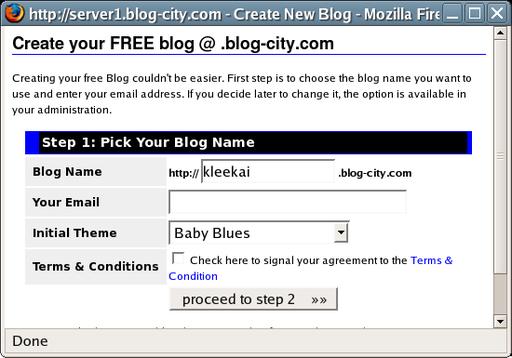 http://server1.blog-city.com - Create New Blog - Mozilla Fire
Create your FREE blog @ .blog-city.com
Creating your free Blog couldn't be easier. First step is to choose the blog name you want to
use and enter your email address. If you decide later to change it, the option is available in
your administration.
Step 1: Pick Your Blog Name
Blog Name http:// kleekai .blog-city.com
Your Email
Initial Theme Baby Blues
Terms & Conditions Check here to signal your agreement to the Terms &
Condition
proceed to step 2 »»
Done